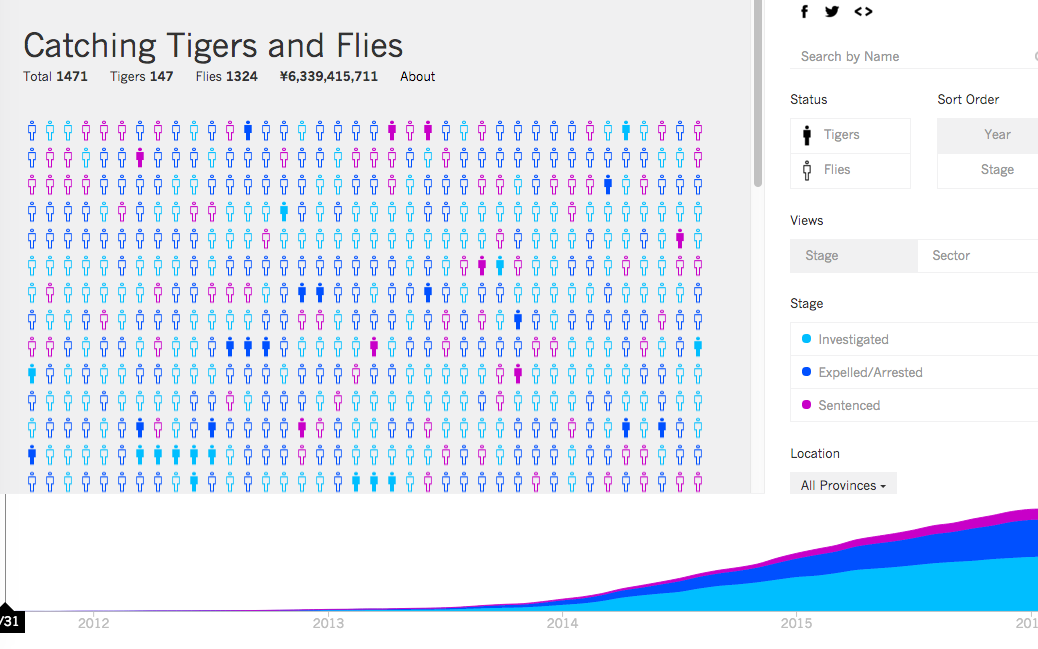 Catching Tigers and Flies
Total 1471 Tigers 147 Flies 1324 ¥6,339,415,711 About
Search by Name
Status
Sort Order
Tigers
Year
Flies
Stage
Views
Stage
Sector
Stage
Investigated
Expelled/Arrested
Sentenced
Location
All Provinces
/31
2012
2013
2014
2015
201